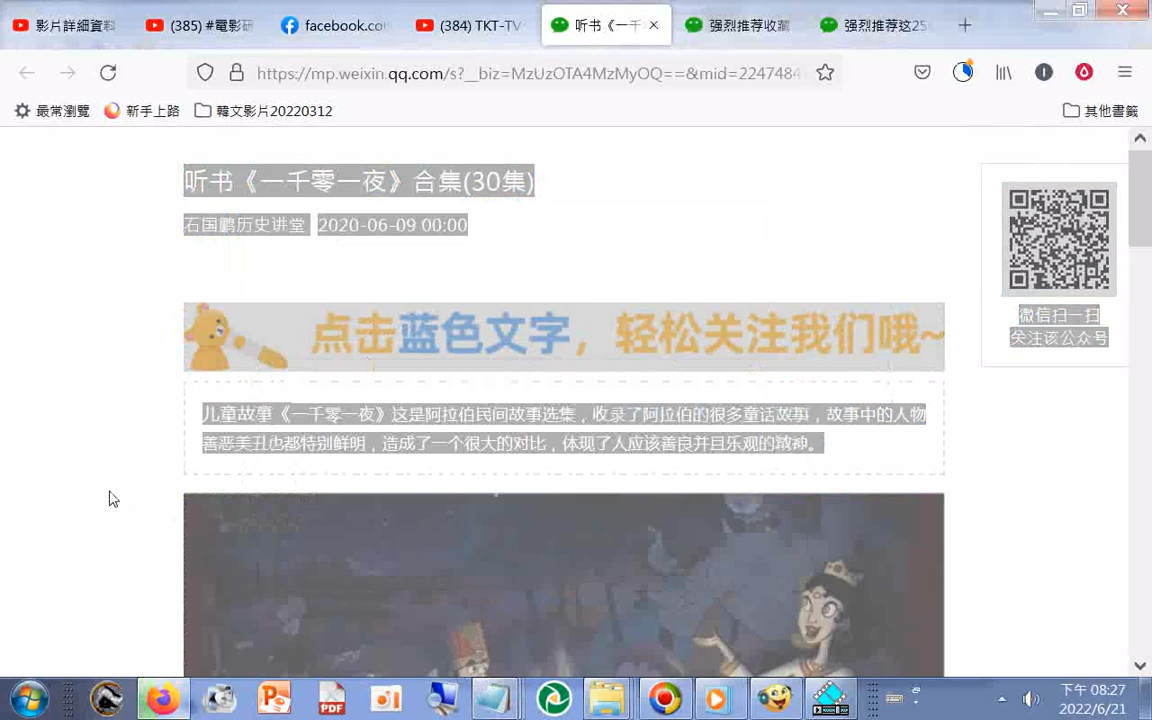 影片詳細資料
(385) #電影研
facebook.co
(384) TKT-TV
听书《一千
强烈推荐收藏
强烈推荐这25
https://mp.weixin.qq.com/s?__biz=MzUzOTA4MzMyOQ==&mid=2247484
最常瀏覽
新手上路
韓文影片20220312
其他書籤
听书《一千零一夜》合集(30集)
石国鹏历史讲堂 2020-06-09 00:00
点击蓝色文字，轻松关注我们哦~
微信扫一扫
关注该公众号
儿童故事《一千零一夜》这是阿拉伯民间故事选集，收录了阿拉伯的很多童话故事，故事中的人物
善恶美丑也都特别鲜明，造成了一个很大的对比，体现了人应该善良并且乐观的精神。
下午 08:27
2022/6/21